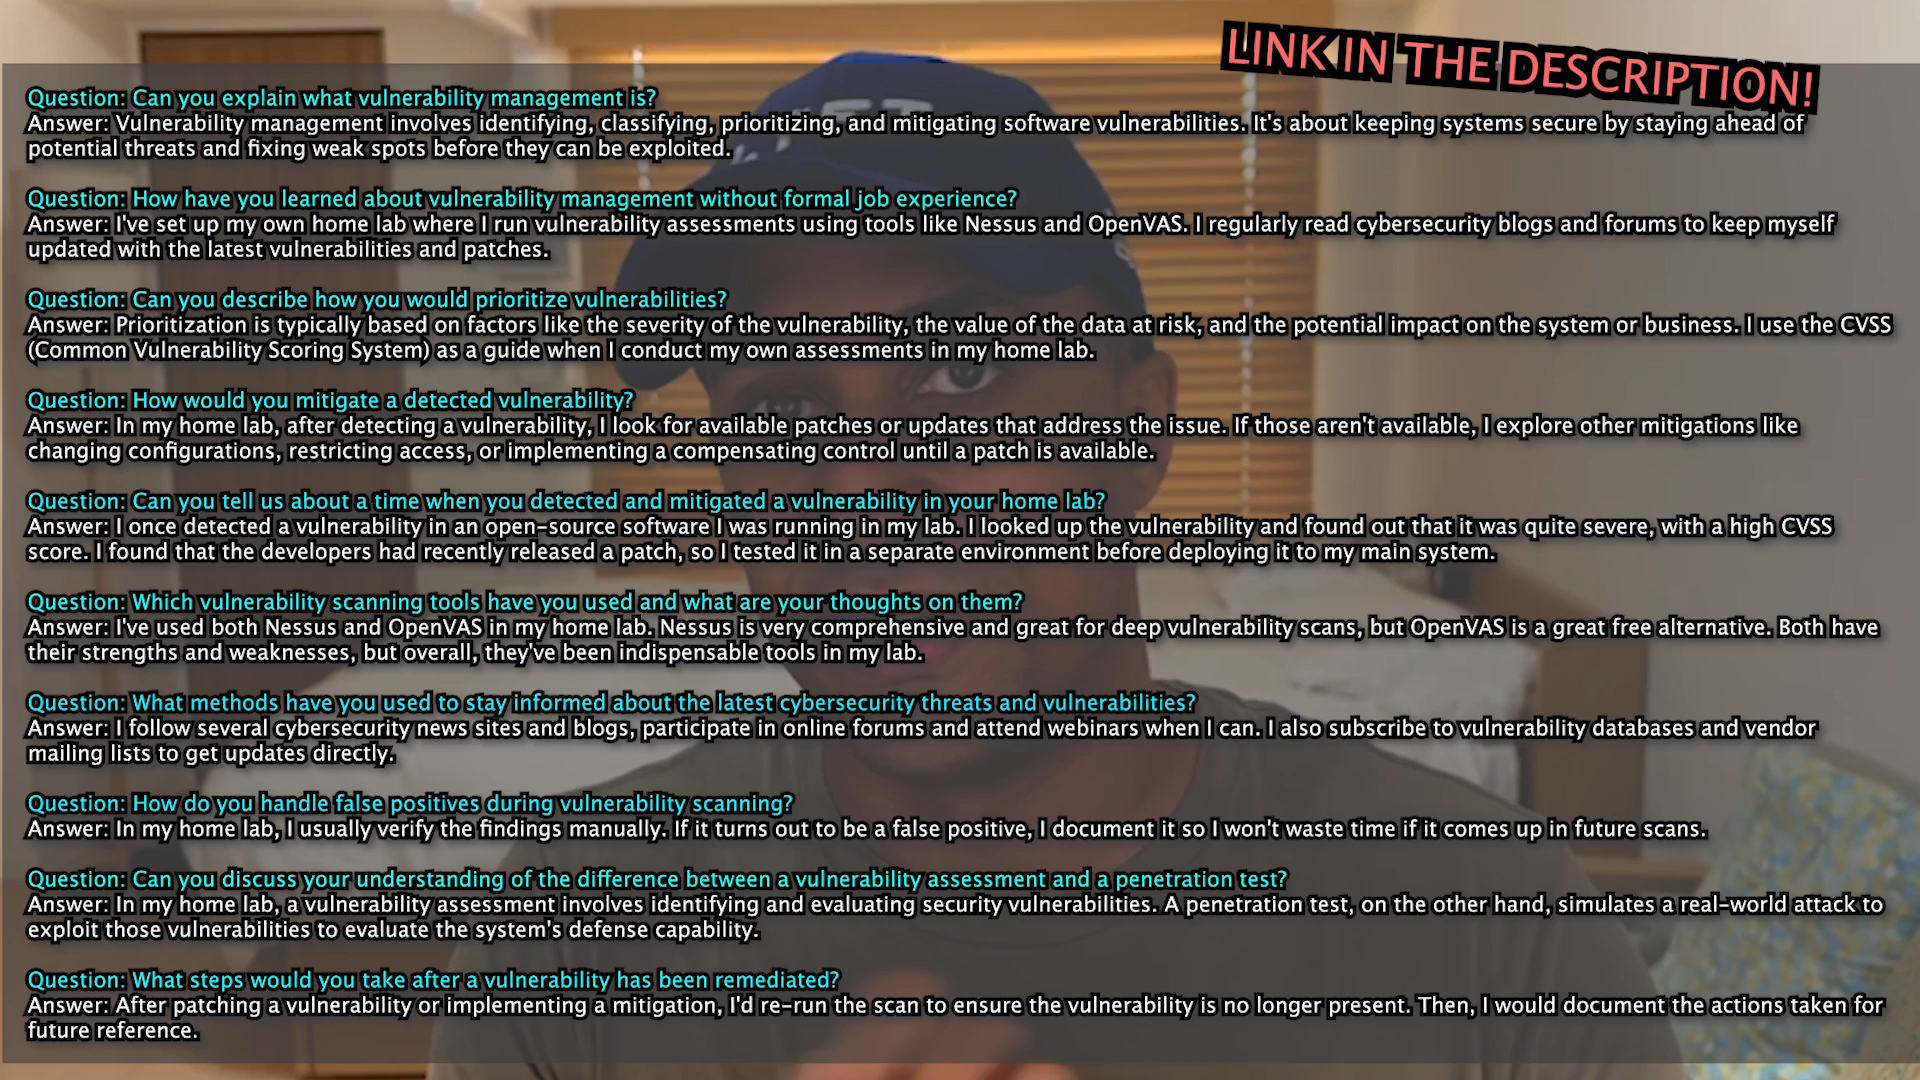 LINK IN THE DESCRIPTION!
Question: Can you explain what vulnerability management is?
Answer: Vulnerability management involves identifying, classifying, prioritizing, and mitigating software vulnerabilities. It's about keeping systems secure by staying ahead of
potential threats and fixing weak spots before they can be exploited.
Question: How have you learned about vulnerability management without formal job experience?
Answer: I've set up my own home lab where I run vulnerability assessments using tools like Nessus and OpenVAS. I regularly read cybersecurity blogs and forums to keep myself
updated with the latest vulnerabilities and patches.
Question: Can you describe how you would prioritize vulnerabilities?
Answer: Prioritization is typically based on factors like the severity of the vulnerability, the value of the data at risk, and the potential impact on the system or business. I use the CVSS
(Common Vulnerability Scoring System) as a guide when I conduct my own assessments in my home lab.
Question: How would you mitigate a detected vulnerability?
Answer: In my home lab, after detecting a vulnerability, I look for available patches or updates that address the issue. If those aren't available, I explore other mitigations like
changing configurations, restricting access, or implementing a compensating control until a patch is available.
Question: Can you tell us about a time when you detected and mitigated a vulnerability in your home lab?
Answer: I once detected a vulnerability in an open-source software I was running in my lab. I looked up the vulnerability and found out that it was quite severe, with a high CVSS
score. I found that the developers had recently released a patch, so I tested it in a separate environment before deploying it to my main system.
Question: Which vulnerability scanning tools have you used and what are your thoughts on them?
Answer: I've used both Nessus and OpenVAS in my home lab. Nessus is very comprehensive and great for deep vulnerability scans, but OpenVAS is a great free alternative. Both have
their strengths and weaknesses, but overall, they've been indispensable tools in my lab.
Question: What methods have you used to stay informed about the latest cybersecurity threats and vulnerabilities?
Answer: I follow several cybersecurity news sites and blogs, participate in online forums and attend webinars when I can. I also subscribe to vulnerability databases and vendor
mailing lists to get updates directly.
Question: How do you handle false positives during vulnerability scanning?
Answer: In my home lab, I usually verify the findings manually. If it turns out to be a false positive, I document it so I won't waste time if it comes up in future scans.
Question: Can you discuss your understanding of the difference between a vulnerability assessment and a penetration test?
Answer: In my home lab, a vulnerability assessment involves identifying and evaluating security vulnerabilities. A penetration test, on the other hand, simulates a real-world attack to
exploit those vulnerabilities to evaluate the system's defense capability.
Question: What steps would you take after a vulnerability has been remediated?
Answer: After patching a vulnerability or implementing a mitigation, I'd re-run the scan to ensure the vulnerability is no longer present. Then, I would document the actions taken for
future reference.